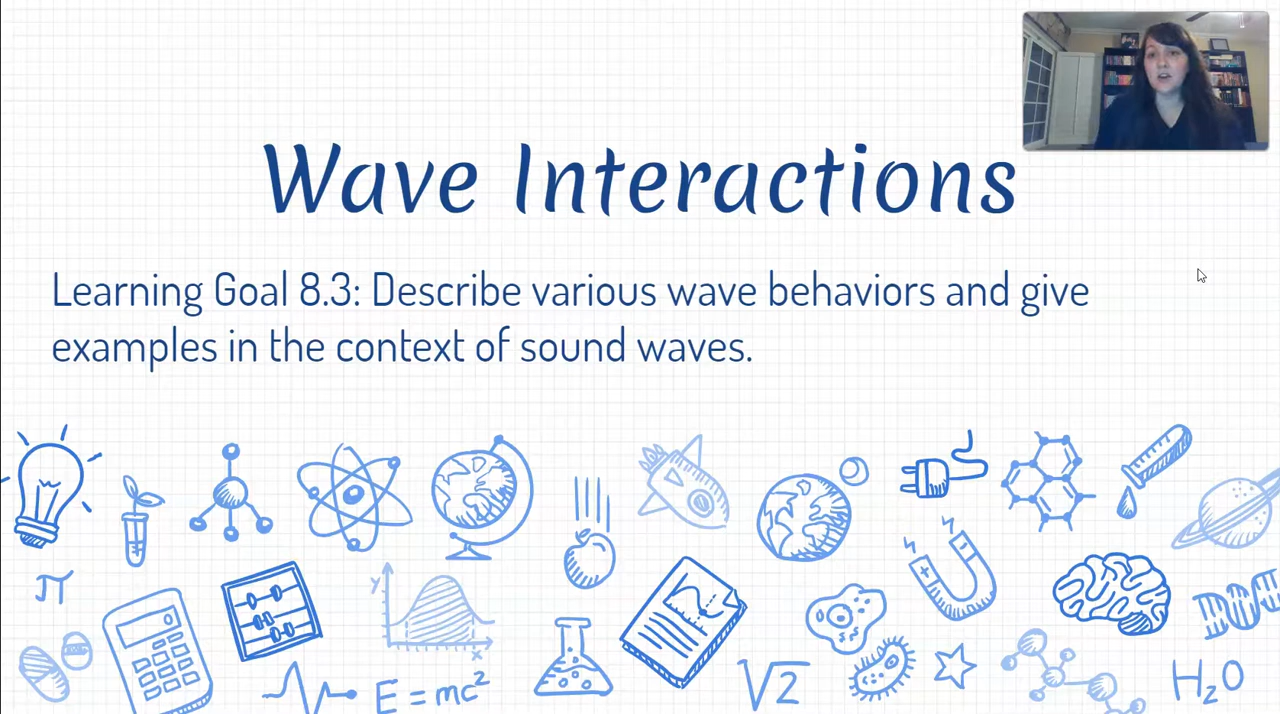 Wave Interactions
Learning Goal 8.3: Describe various wave behaviors and give
examples in the context of sound waves.
π
0
y
x
E = mc²
√2
H₂O